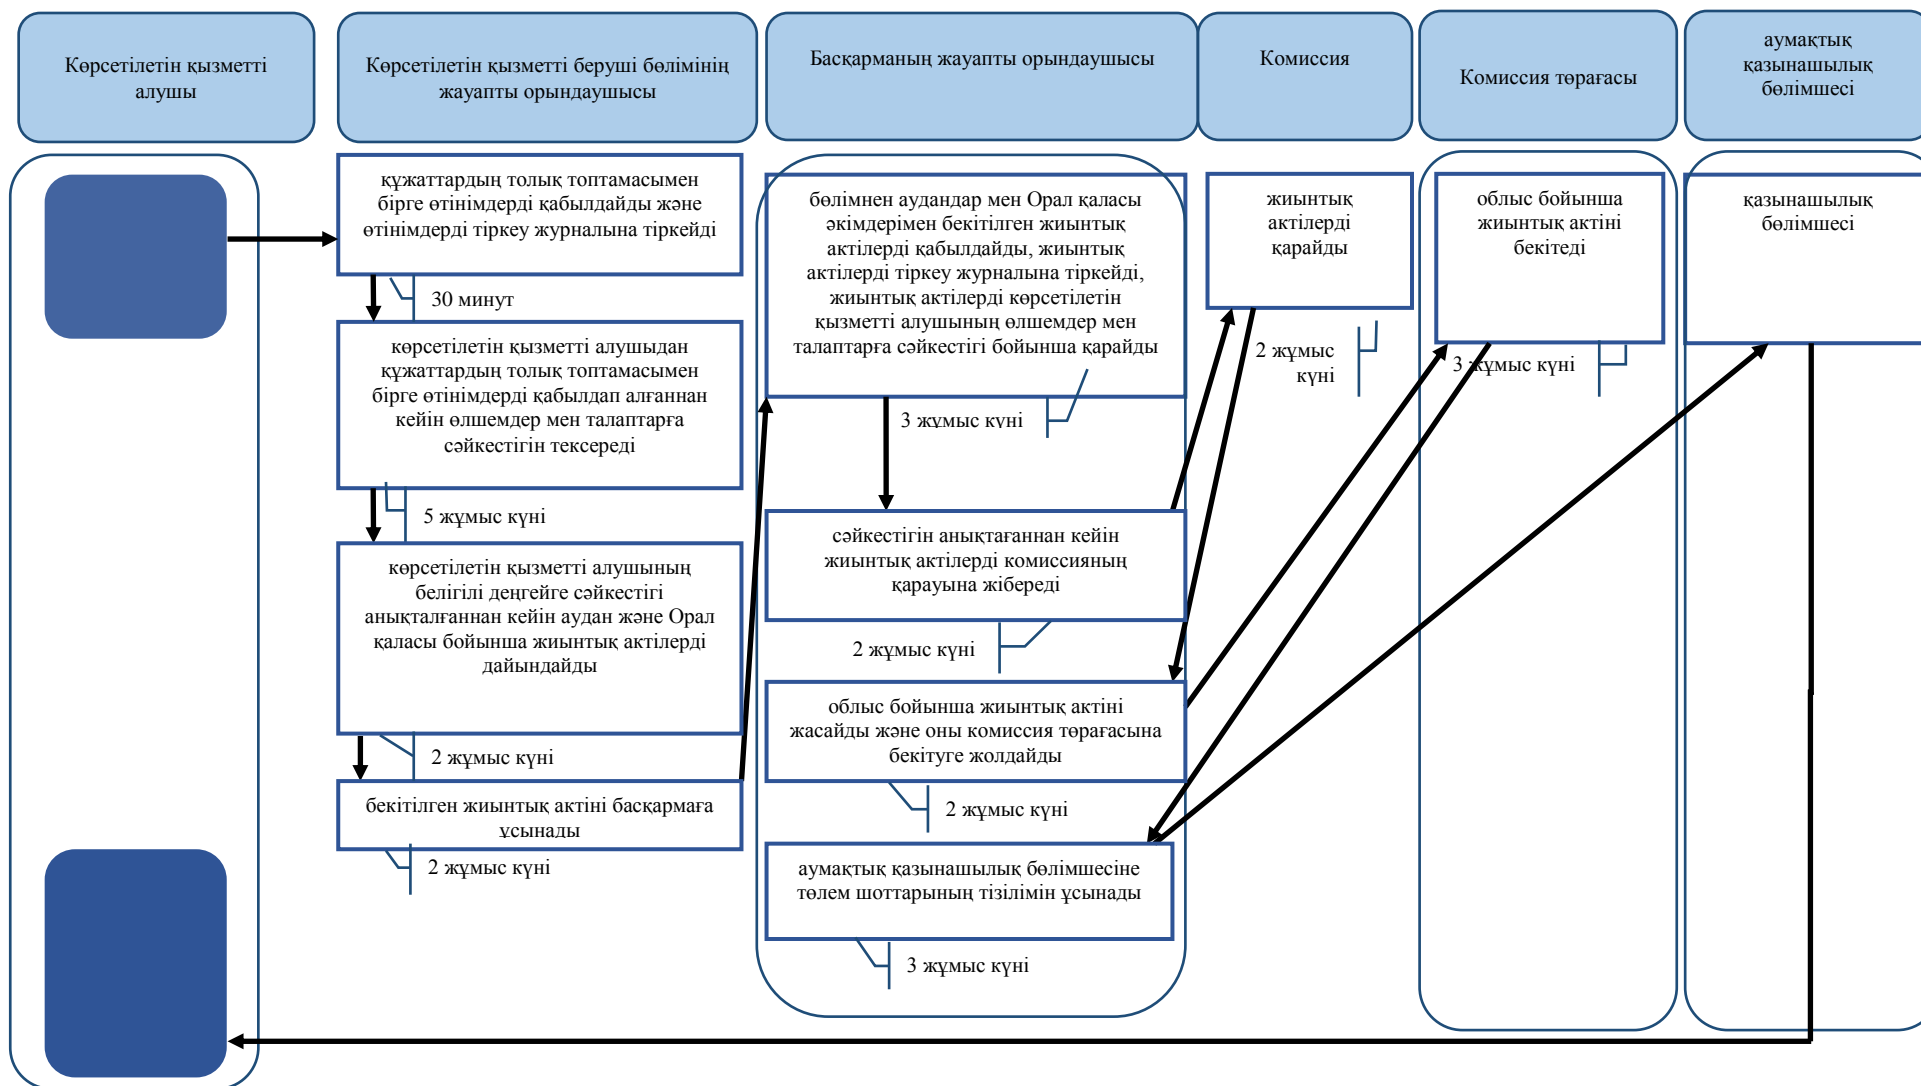 Көрсетілетін қызметті
алушы
Көрсетілетін қызметті беруші бөлімінің
жауапты орындаушысы
Басқарманың жауапты орындаушысы
Комиссия
Комиссия төрағасы
аумақтық
қазынашылық
бөлімшесі
құжаттардың толық топтамасымен
бірге өтінімдерді қабылдайды және
өтінімдерді тіркеу журналына тіркейді
30 минут
көрсетілетін қызметті алушыдан
құжаттардың толық топтамасымен
бірге өтінімдерді қабылдап алғаннан
кейін өлшемдер мен талаптарға
сәйкестігін тексереді
5 жұмыс күні
көрсетілетін қызметті алушының
белігілі деңгейге сәйкестігі
анықталғаннан кейін аудан және Орал
қаласы бойынша жиынтық актілерді
дайындайды
2 жұмыс күні
бекітілген жиынтық актіні басқармаға
ұсынады
2 жұмыс күні
бөлімнен аудандар мен Орал қаласы
әкімдерімен бекітілген жиынтық
актілерді қабылдайды, жиынтық
актілерді тіркеу журналына тіркейді,
жиынтық актілерді көрсетілетін
қызметті алушының өлшемдер мен
талаптарға сәйкестігі бойынша қарайды
3 жұмыс күні
сәйкестігін анықтағаннан кейін
жиынтық актілерді комиссияның
қарауына жібереді
2 жұмыс күні
облыс бойынша жиынтық актіні
жасайды және оны комиссия төрағасына
бекітуге жолдайды
2 жұмыс күні
аумақтық қазынашылық бөлімшесіне
төлем шоттарының тізілімін ұсынады
3 жұмыс күні
жиынтық
актілерді
қарайды
2 жұмыс
күні
облыс бойынша
жиынтық актіні
бекітеді
3 жұмыс күні
қазынашылық
бөлімшесі